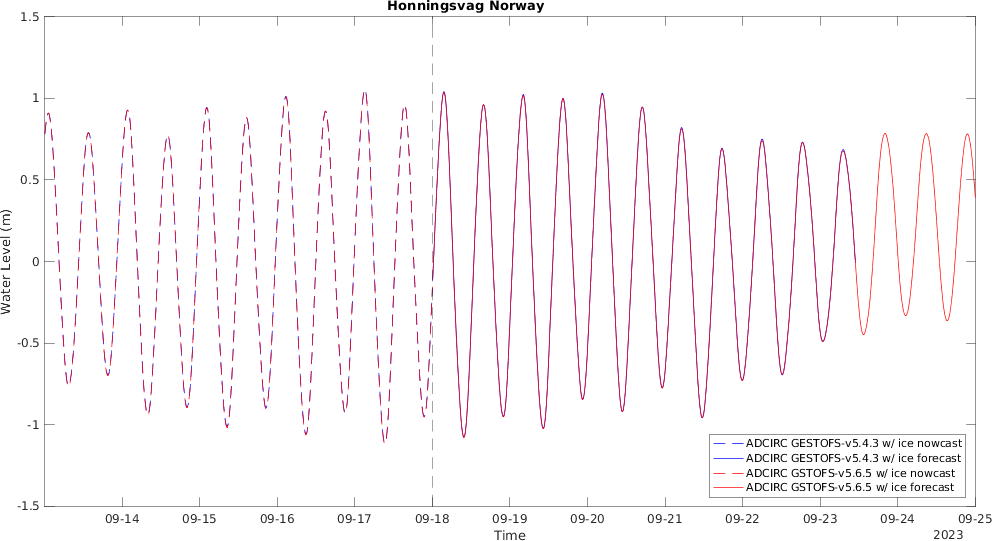 Honningsvag Norway
1.5
1
0.5
0
-0.5
-1
-1.5
Water Level (m)
09-14 09-15 09-16 09-17 09-18 09-19 09-20 09-21 09-22 09-23 09-24 09-25
Time
2023
ADCIRC GESTOFS-v5.4.3 w/ ice nowcast
ADCIRC GESTOFS-v5.4.3 w/ ice forecast
ADCIRC GSTOFS-v5.6.5 w/ ice nowcast
ADCIRC GSTOFS-v5.6.5 w/ ice forecast